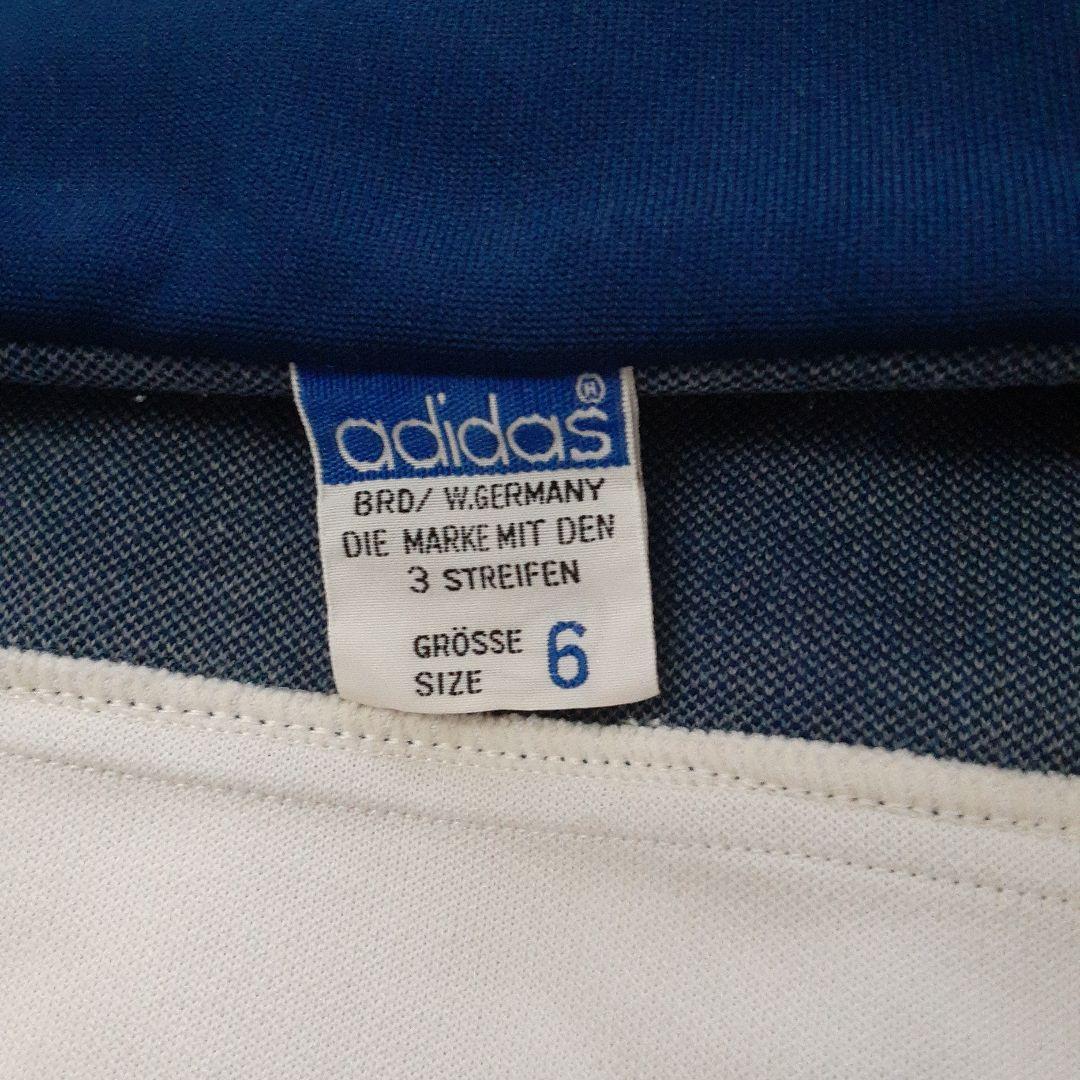 adidas®
BRD/ W.GERMANY
DIE MARKE MIT DEN
3 STREIFEN
GRÖSSE 6
SIZE